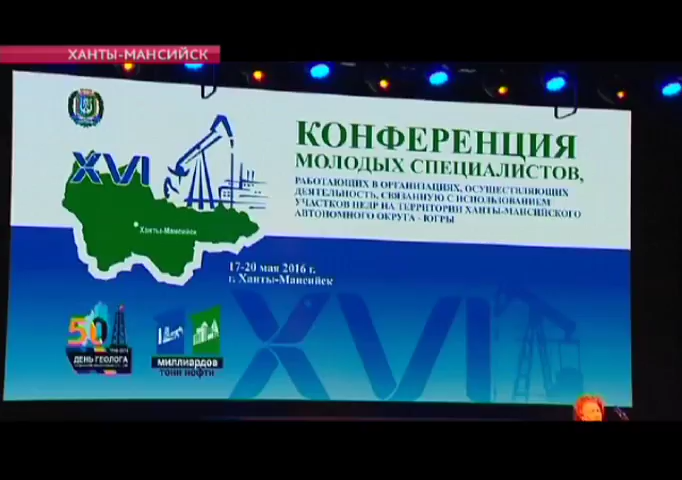 ХАНТЫ-МАНСИЙСК
КОНФЕРЕНЦИЯ
МОЛОДЫХ СПЕЦИАЛИСТОВ,
РАБОТАЮЩИХ В ОРГАНИЗАЦИЯХ, ОСУЩЕСТВЛЯЮЩИХ
ДЕЯТЕЛЬНОСТЬ, СВЯЗАННУЮ С ИСПОЛЬЗОВАНИЕМ
УЧАСТКОВ НЕДР НА ТЕРРИТОРИИ ХАНТЫ-МАНСИЙСКОГО
АВТОНОМНОГО ОКРУГА - ЮГРЫ
XVI
Ханты-Мансийск
17-20 мая 2016 г.
г. Ханты-Мансийск
XVI
50
ДЕНЬ ГЕОЛОГА
11
миллиардов
тонн нефти